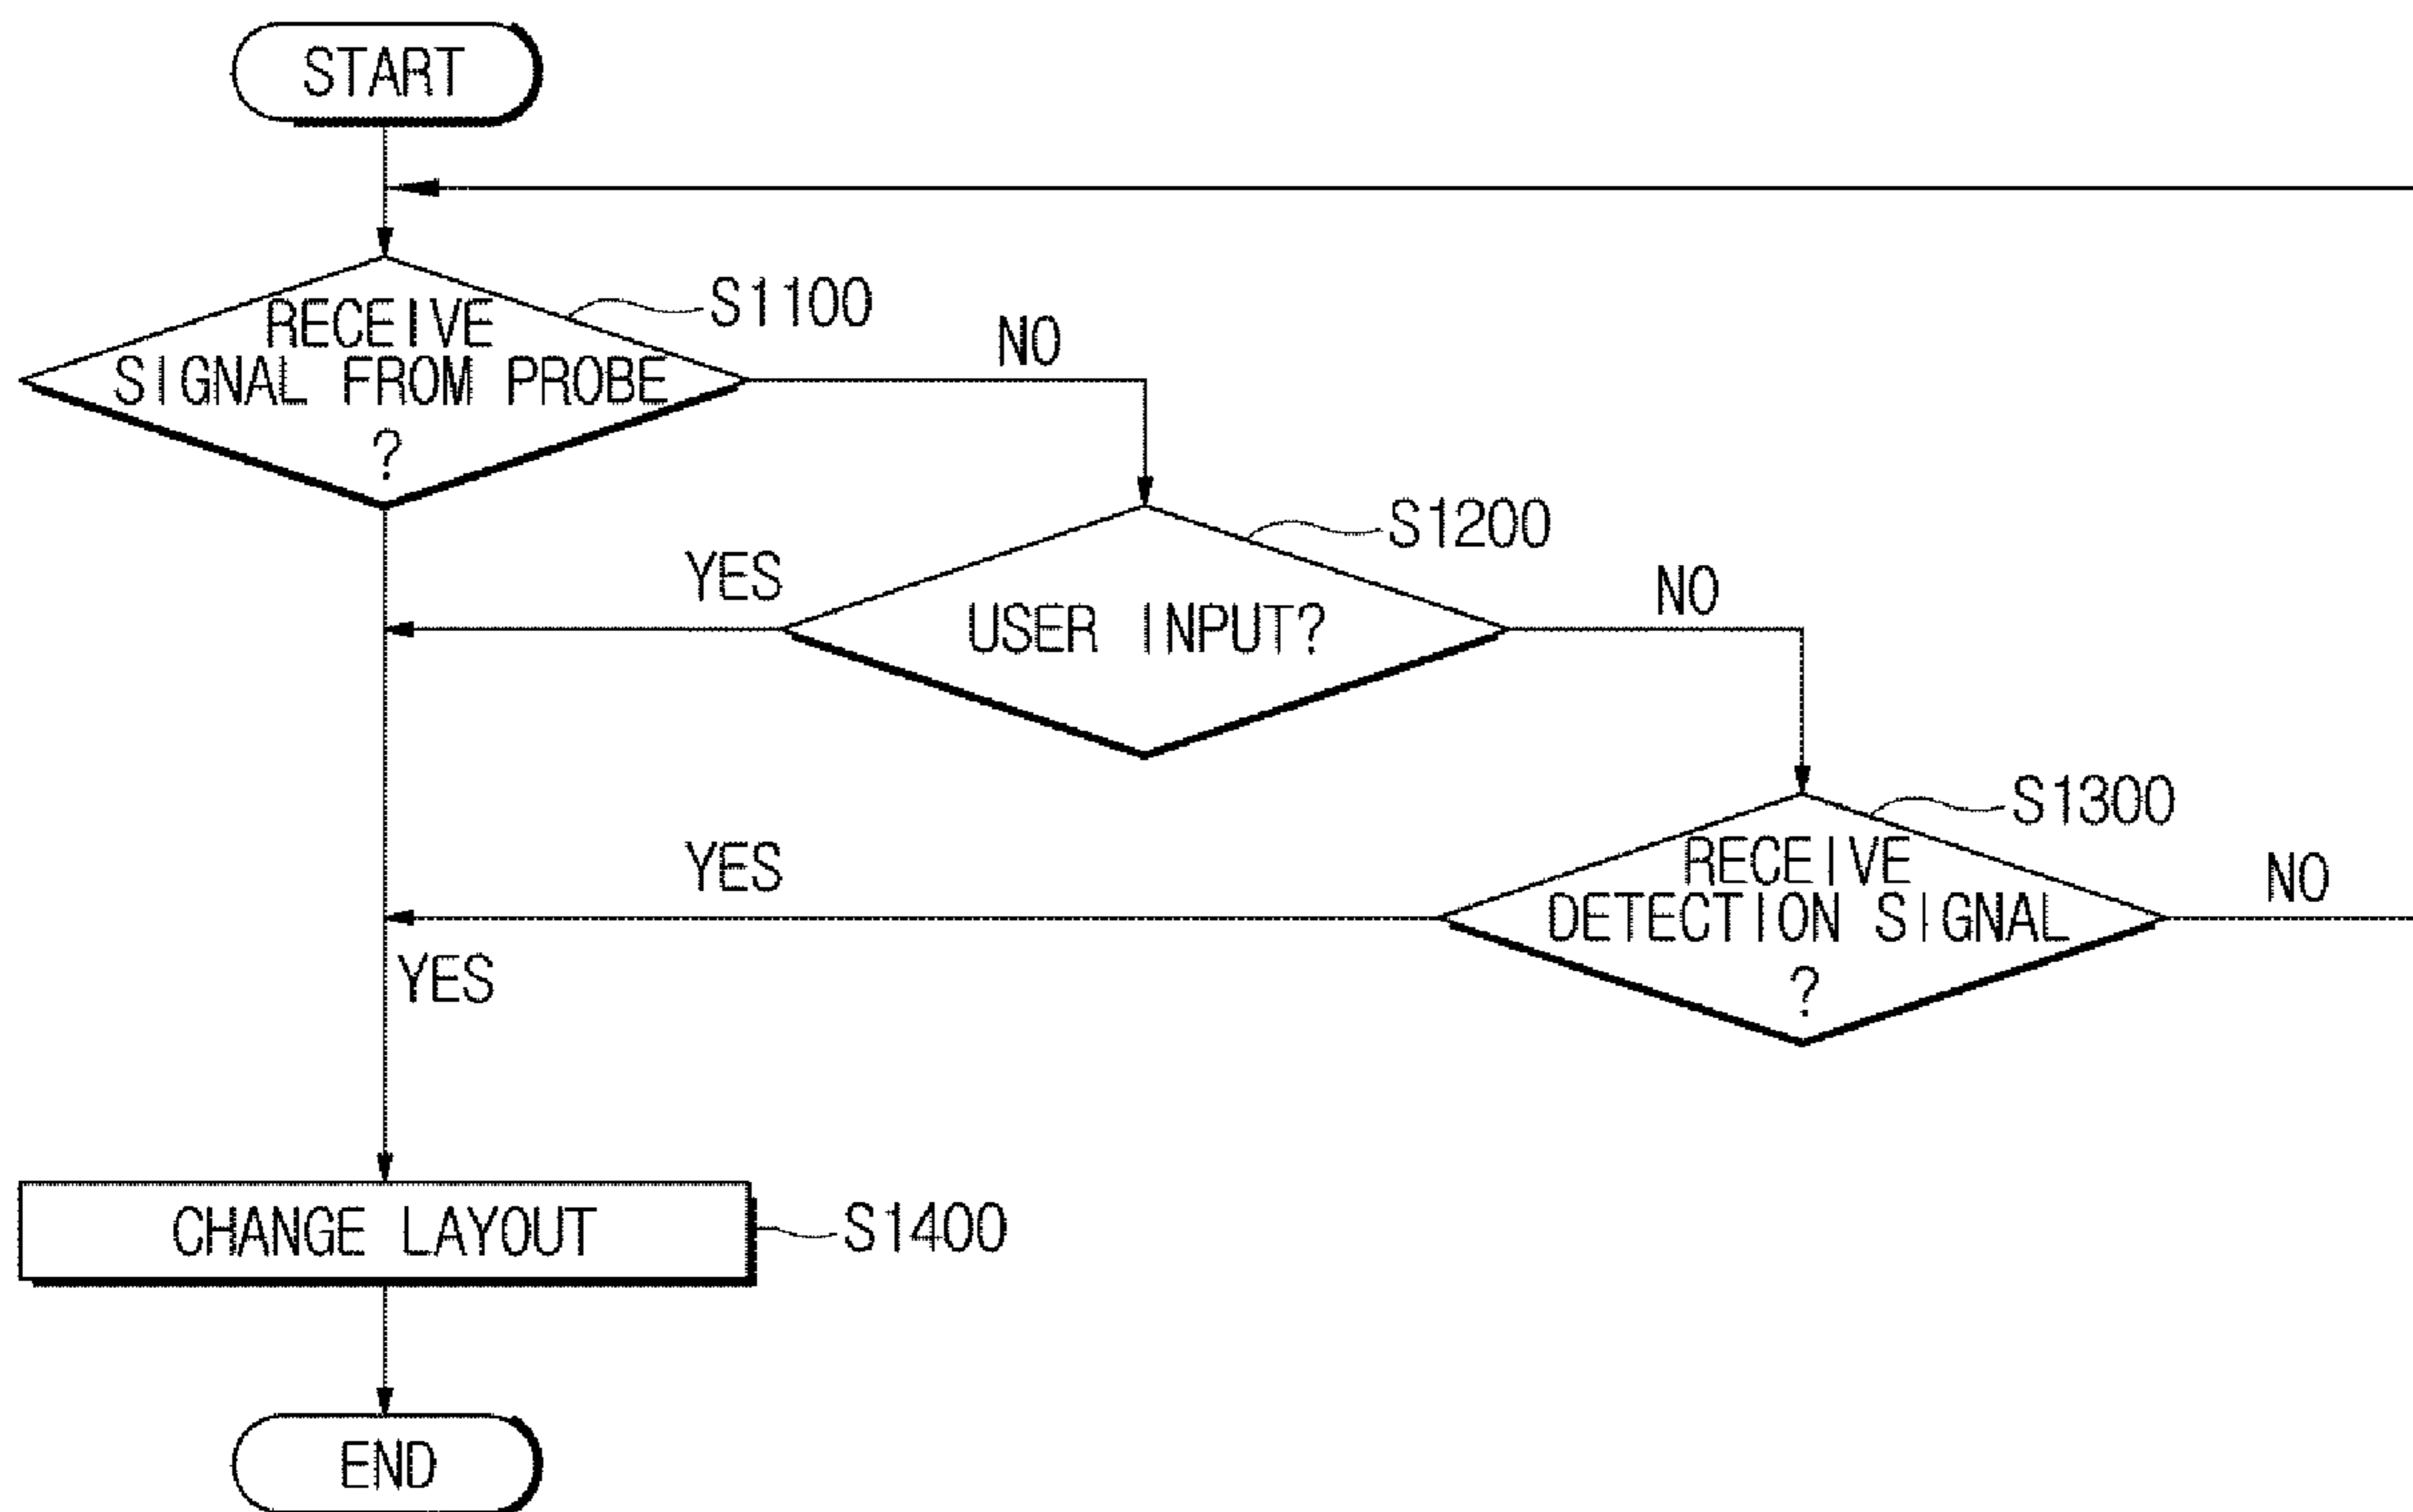 START
RECEIVE
SIGNAL FROM PROBE
?
S1100
NO
YES
USER INPUT?
S1200
NO
YES
RECEIVE
DETECTION SIGNAL
?
S1300
NO
YES
CHANGE LAYOUT
S1400
END